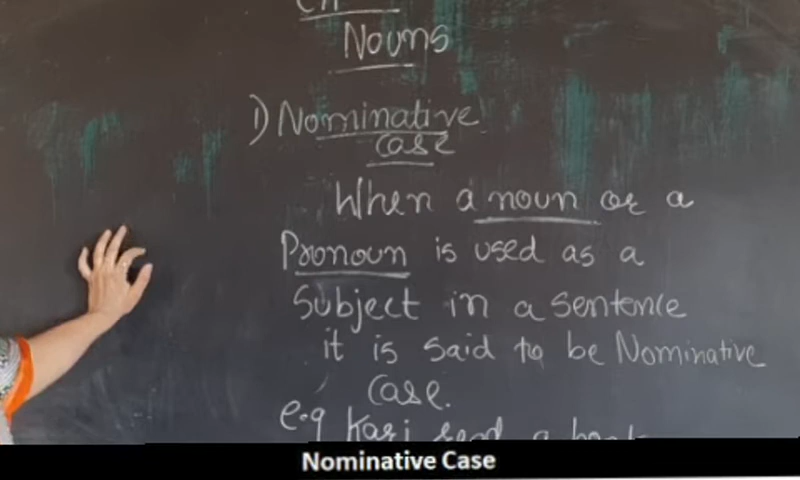 Nouns
1) Nominative
case
When a noun or a
Pronoun is used as a
Subject in a sentence
it is said to be Nominative
Case.
e.g
Nominative Case